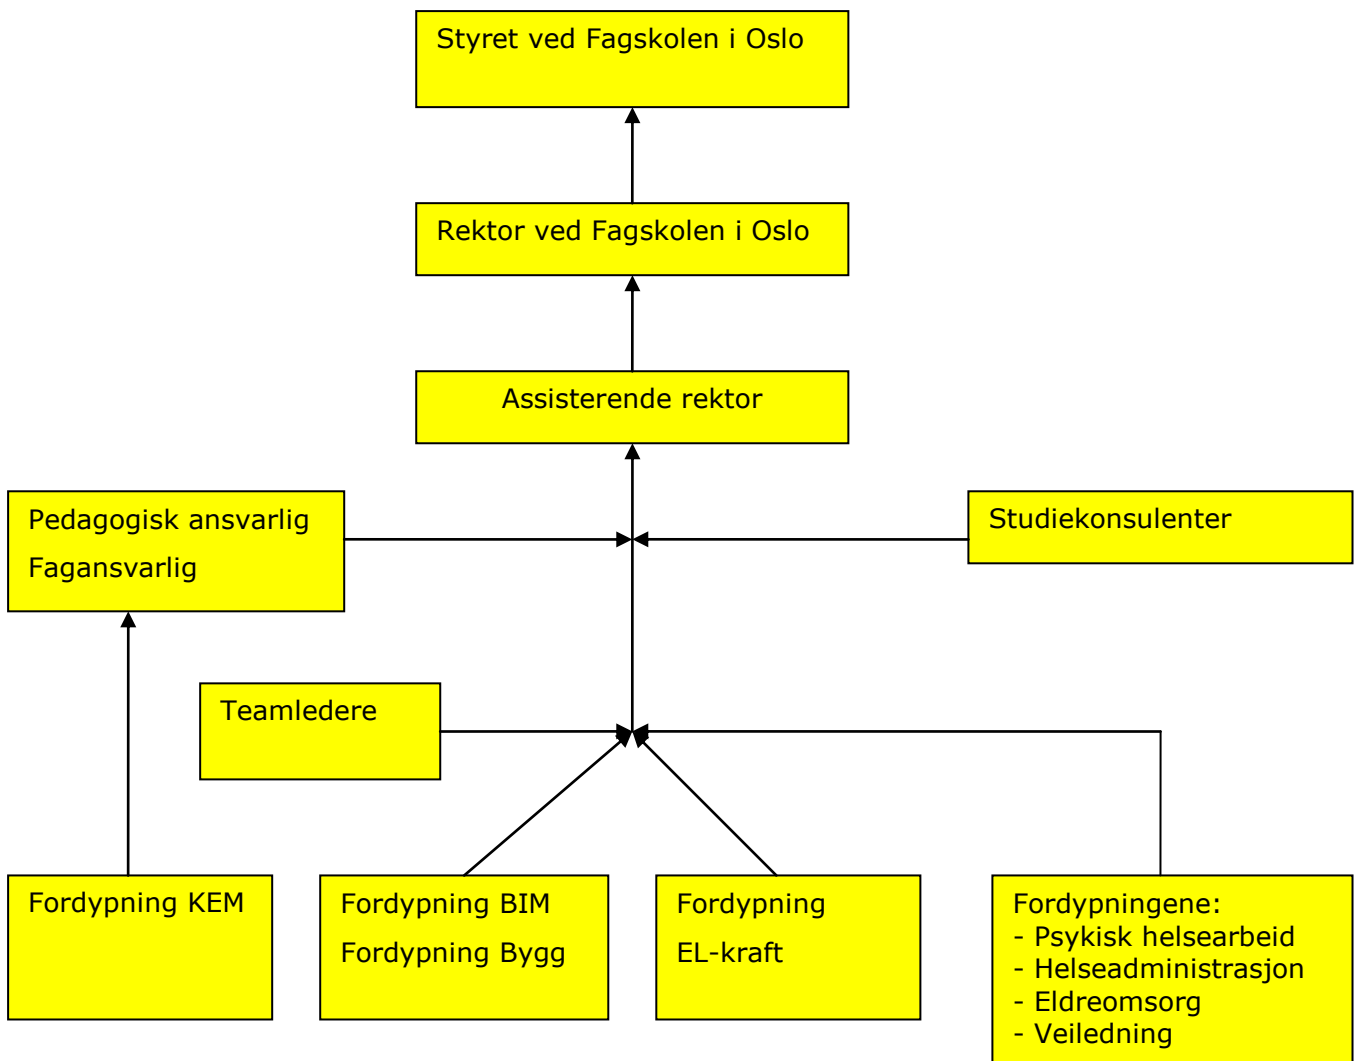 Styret ved Fagskolen i Oslo
Rektor ved Fagskolen i Oslo
Assisterende rektor
Pedagogisk ansvarlig
Fagansvarlig
Studiekonsulenter
Teamledere
Fordypning KEM
Fordypning BIM
Fordypning Bygg
Fordypning
EL-kraft
Fordypningene:
- Psykisk helsearbeid
- Helseadministrasjon
- Eldreomsorg
- Veiledning